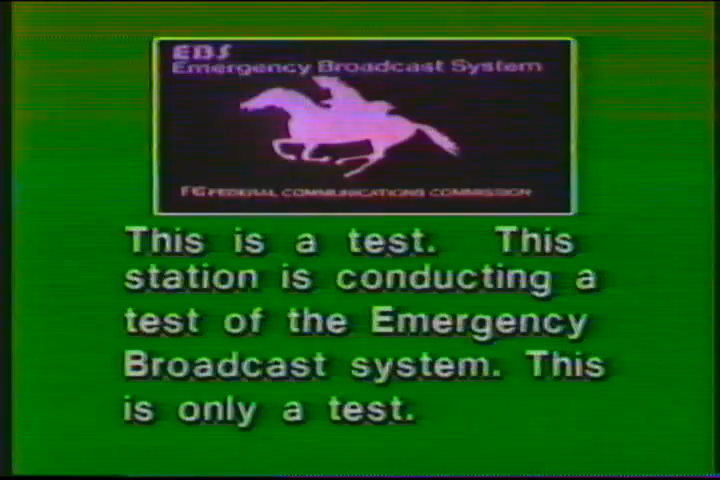 EBS
Emergency Broadcast System
FC FEDERAL COMMUNICATIONS COMMISSION
This is a test. This
station is conducting a
test of the Emergency
Broadcast system. This
is only a test.